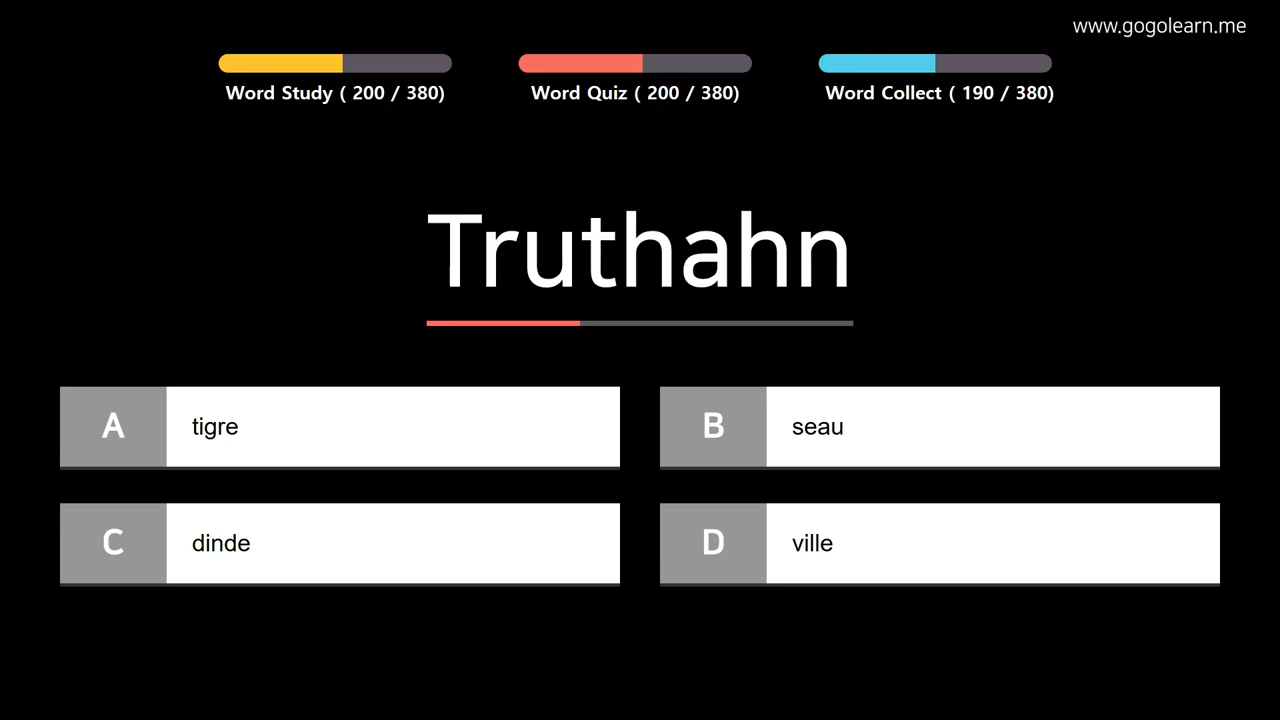 www.gogolearn.me
Word Study ( 200 / 380)
Word Quiz ( 200 / 380)
Word Collect ( 190 / 380)
Truthahn
A tigre
B seau
C dinde
D ville